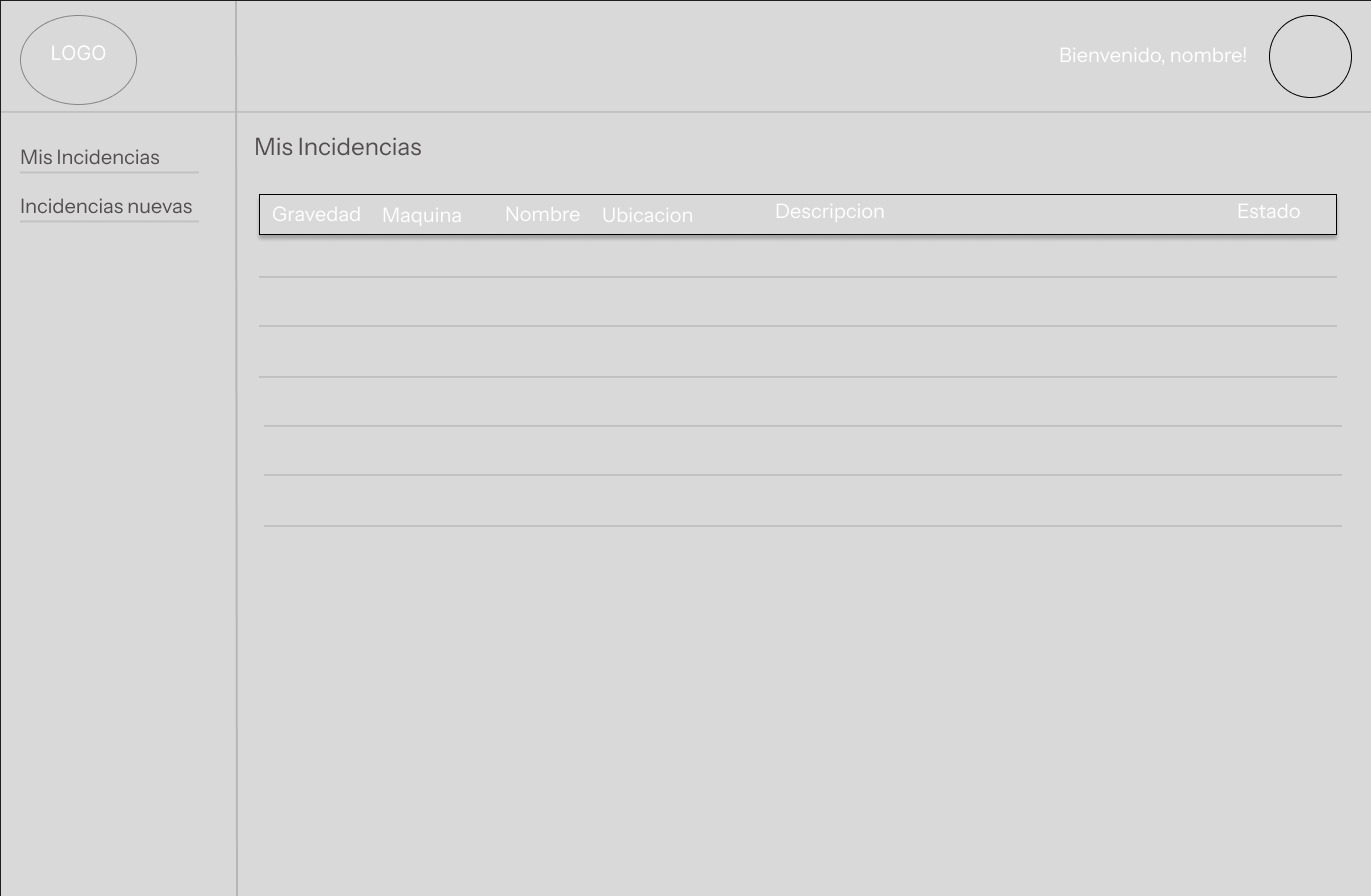 LOGO
Bienvenido, nombre!
Mis Incidencias
Incidencias nuevas
Mis Incidencias
Gravedad Maquina Nombre Ubicacion Descripcion Estado